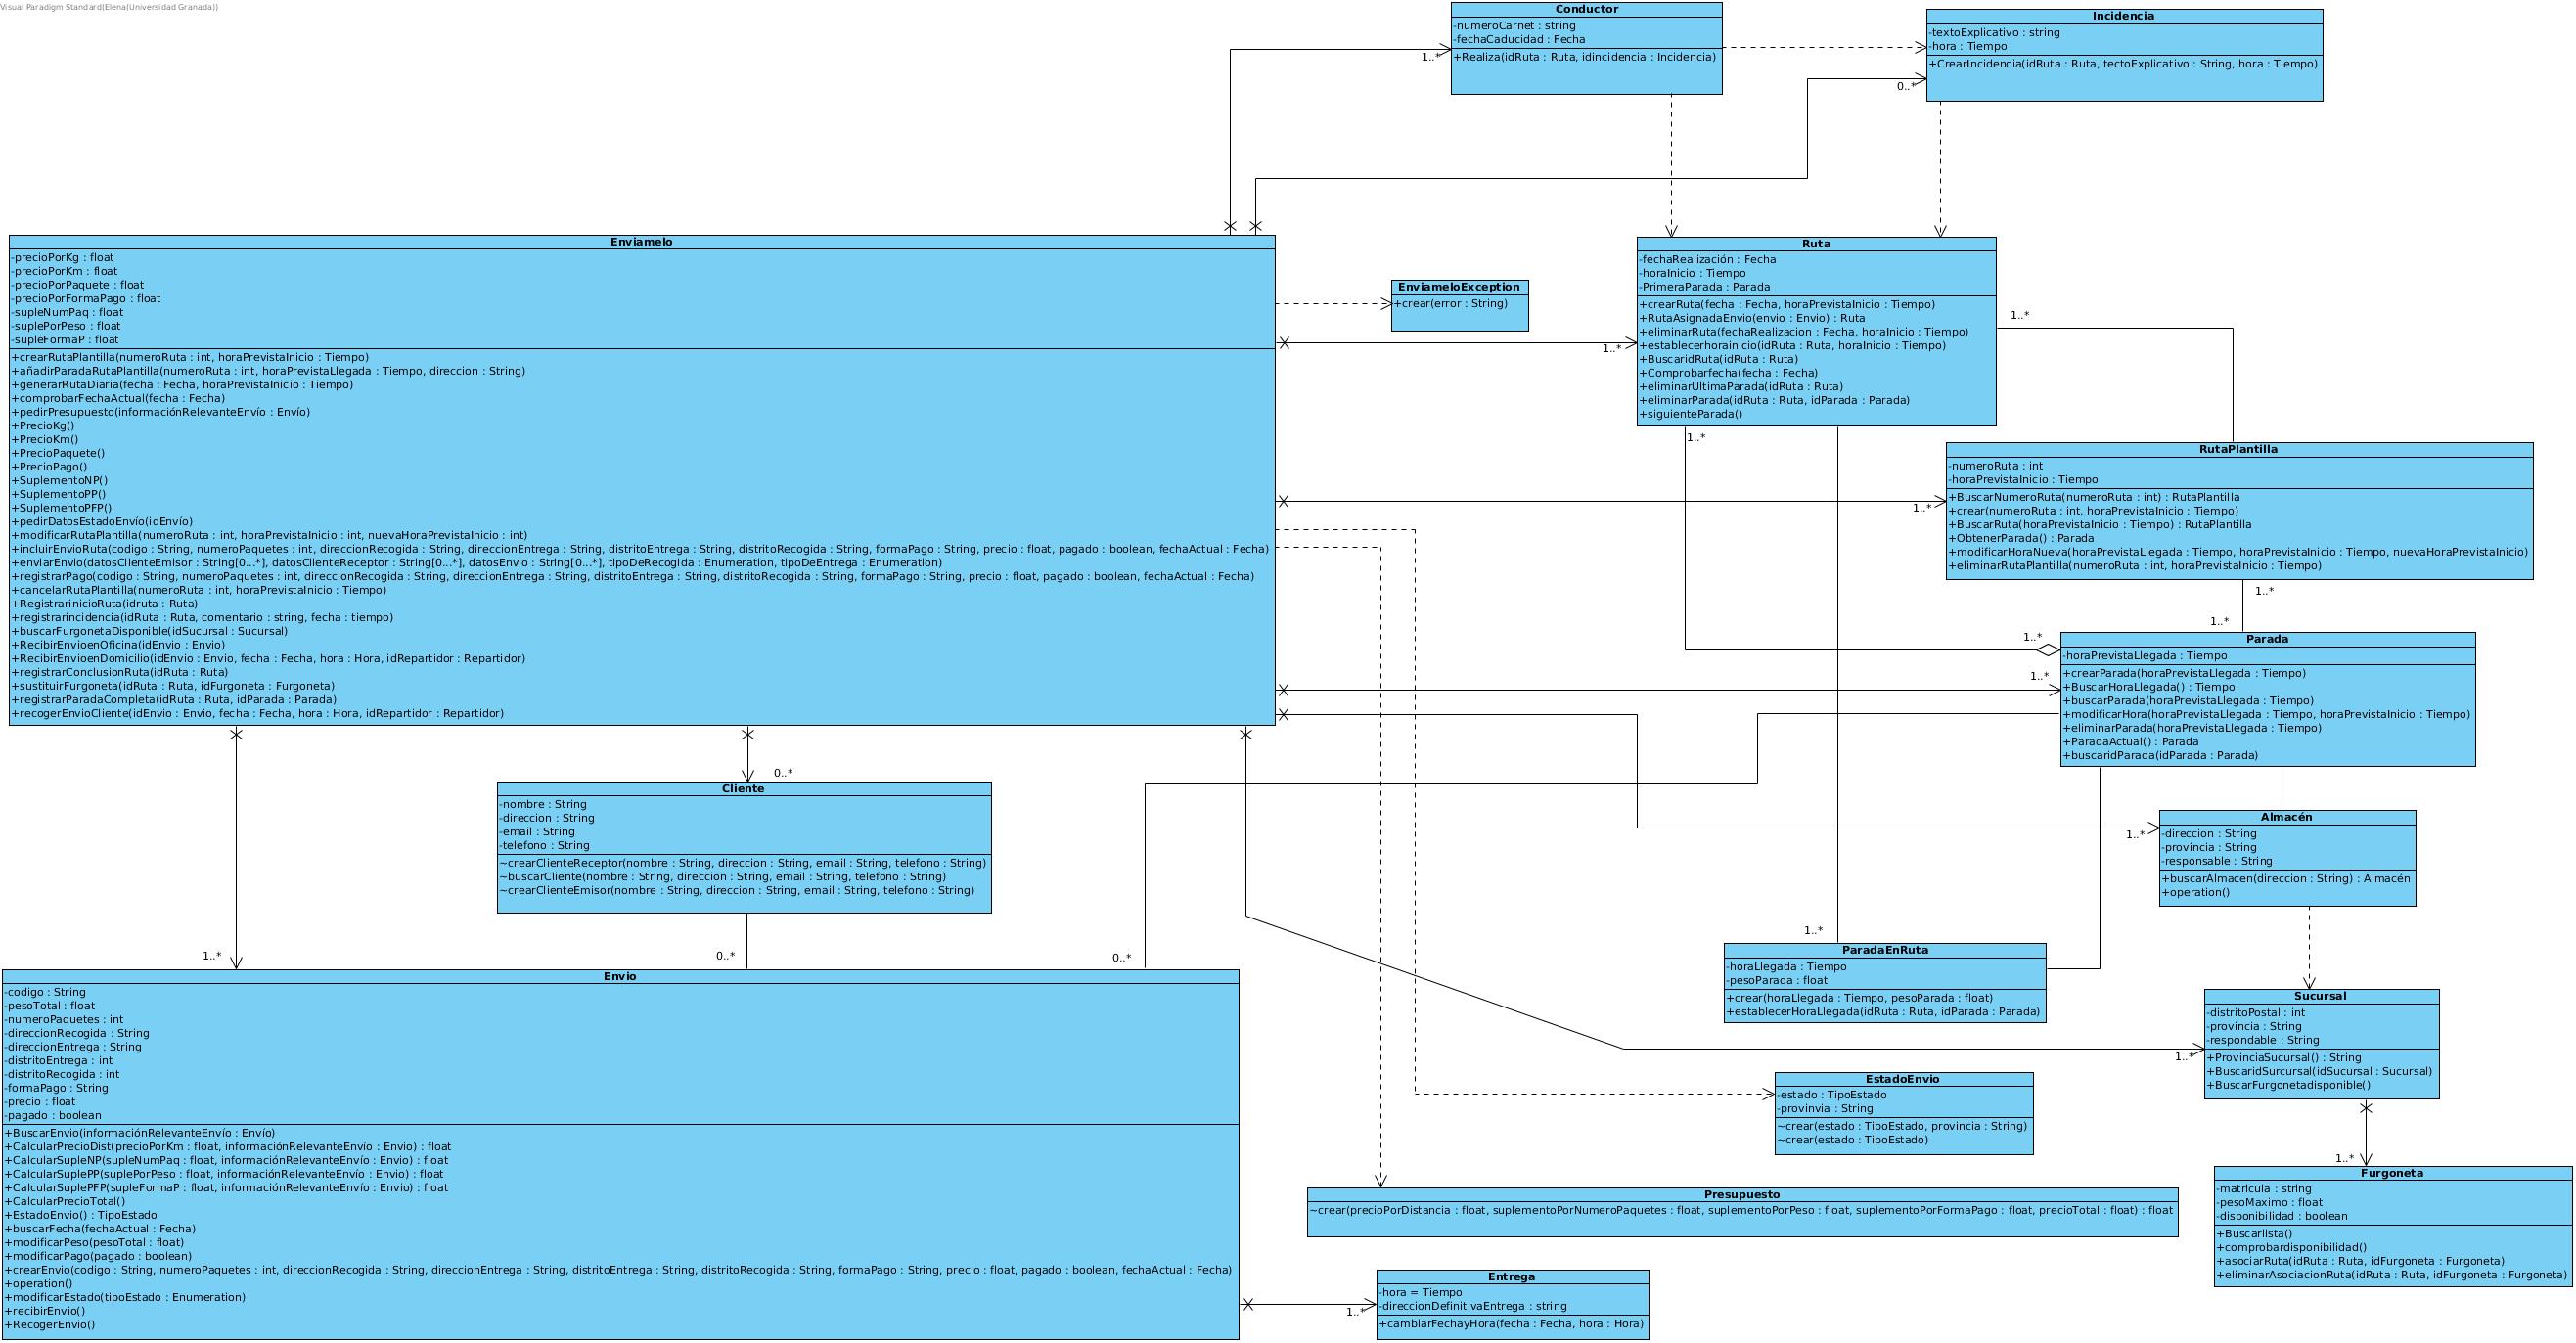 Visual Paradigm Standard(Elena(Universidad Granada))
Conductor
-numeroCarnet : string
-fechaCaducidad : Fecha
+Realiza(idRuta : Ruta, idincidencia : Incidencia)
1..*
Incidencia
-textoExplicativo : string
-hora : Tiempo
+CrearIncidencia(idRuta : Ruta, tectoExplicativo : String, hora : Tiempo)
0..*
Enviamelo
-precioPorKg : float
-precioPorKm : float
-precioPorPaquete : float
-precioPorFormaPago : float
-supleNumPaq : float
-suplePorPeso : float
-supleFormaP : float
+crearRutaPlantilla(numeroRuta : int, horaPrevistaInicio : Tiempo)
+añadirParadaRutaPlantilla(numeroRuta : int, horaPrevistaLlegada : Tiempo, direccion : String)
+generarRutaDiaria(fecha : Fecha, horaPrevistaInicio : Tiempo)
+comprobarFechaActual(fecha : Fecha)
+pedirPresupuesto(informaciónRelevanteEnvío : Envío)
+PrecioKg()
+PrecioKm()
+PrecioPaquete()
+PrecioPago()
+SuplementoNP()
+SuplementoPP()
+SuplementoPFP()
+pedirDatosEstadoEnvío(idEnvío)
+modificarRutaPlantilla(numeroRuta : int, horaPrevistaInicio : int, nuevaHoraPrevistaInicio : int)
+incluirEnvioRuta(codigo : String, numeroPaquetes : int, direccionRecogida : String, direccionEntrega : String, distritoEntrega : String, distritoRecogida : String, formaPago : String, precio : float, pagado : boolean, fechaActual : Fecha)
+enviarEnvio(datosClienteEmisor : String[0...*], datosClienteReceptor : String[0...*], datosEnvio : String[0...*], tipoDeRecogida : Enumeration, tipoDeEntrega : Enumeration)
+registrarPago(codigo : String, numeroPaquetes : int, direccionRecogida : String, direccionEntrega : String, distritoEntrega : String, distritoRecogida : String, formaPago : String, precio : float, pagado : boolean, fechaActual : Fecha)
+cancelarRutaPlantilla(numeroRuta : int, horaPrevistaInicio : Tiempo)
+RegistrarinicioRuta(idruta : Ruta)
+registrarincidencia(idRuta : Ruta, comentario : string, fecha : tiempo)
+buscarFurgonetaDisponible(idSucursal : Sucursal)
+RecibirEnvioenOficina(idEnvio : Envio)
+RecibirEnvioenDomicilio(idEnvio : Envio, fecha : Fecha, hora : Hora, idRepartidor : Repartidor)
+registrarConclusionRuta(idRuta : Ruta)
+sustituirFurgoneta(idRuta : Ruta, idFurgoneta : Furgoneta)
+registrarParadaCompleta(idRuta : Ruta, idParada : Parada)
+recogerEnvioCliente(idEnvio : Envio, fecha : Fecha, hora : Hora, idRepartidor : Repartidor)
EnviameloException
+crear(error : String)
1..*
Ruta
-fechaRealización : Fecha
-horaInicio : Tiempo
-PrimeraParada : Parada
+crearRuta(fecha : Fecha, horaPrevistaInicio : Tiempo)
+RutaAsignadaEnvio(envio : Envio) : Ruta
+eliminarRuta(fechaRealizacion : Fecha, horaInicio : Tiempo)
+establecerhorainicio(idRuta : Ruta, horaInicio : Tiempo)
+BuscaridRuta(idRuta : Ruta)
+Comprobarfecha(fecha : Fecha)
+eliminarUltimaParada(idRuta : Ruta)
+eliminarParada(idRuta : Ruta, idParada : Parada)
+siguienteParada()
1..*
1..*
RutaPlantilla
-numeroRuta : int
-horaPrevistaInicio : Tiempo
+BuscarNumeroRuta(numeroRuta : int) : RutaPlantilla
+crear(numeroRuta : int, horaPrevistaInicio : Tiempo)
+BuscarRuta(horaPrevistaInicio : Tiempo) : RutaPlantilla
+ObtenerParada() : Parada
+modificarHoraNueva(horaPrevistaLlegada : Tiempo, horaPrevistaInicio : Tiempo, nuevaHoraPrevistaInicio)
+eliminarRutaPlantilla(numeroRuta : int, horaPrevistaInicio : Tiempo)
1..*
1..*
1..*
1..*
1..*
Parada
-horaPrevistaLlegada : Tiempo
+crearParada(horaPrevistaLlegada : Tiempo)
+BuscarHoraLlegada() : Tiempo
+buscarParada(horaPrevistaLlegada : Tiempo)
+modificarHora(horaPrevistaLlegada : Tiempo, horaPrevistaInicio : Tiempo)
+eliminarParada(horaPrevistaLlegada : Tiempo)
+ParadaActual() : Parada
+buscaridParada(idParada : Parada)
0..*
Cliente
-nombre : String
-direccion : String
-email : String
-telefono : String
~crearClienteReceptor(nombre : String, direccion : String, email : String, telefono : String)
~buscarCliente(nombre : String, direccion : String, email : String, telefono : String)
~crearClienteEmisor(nombre : String, direccion : String, email : String, telefono : String)
1..*
Almacén
-direccion : String
-provincia : String
-responsable : String
+buscarAlmacen(direccion : String) : Almacén
+operation()
1..*
0..*
0..*
1..*
ParadaEnRuta
-horaLlegada : Tiempo
-pesoParada : float
+crear(horaLlegada : Tiempo, pesoParada : float)
+establecerHoraLlegada(idRuta : Ruta, idParada : Parada)
Envio
-codigo : String
-pesoTotal : float
-numeroPaquetes : int
-direccionRecogida : String
-direccionEntrega : String
-distritoEntrega : int
-distritoRecogida : int
-formaPago : String
-precio : float
-pagado : boolean
+BuscarEnvio(informaciónRelevanteEnvío : Envío)
+CalcularPrecioDist(precioPorKm : float, informaciónRelevanteEnvío : Envio) : float
+CalcularSupleNP(supleNumPaq : float, informaciónRelevanteEnvío : Envio) : float
+CalcularSuplePP(suplePorPeso : float, informaciónRelevanteEnvío : Envio) : float
+CalcularSuplePFP(supleFormaP : float, informaciónRelevanteEnvío : Envio) : float
+CalcularPrecioTotal()
+EstadoEnvio() : TipoEstado
+buscarFecha(fechaActual : Fecha)
+modificarPeso(pesoTotal : float)
+modificarPago(pagado : boolean)
+crearEnvio(codigo : String, numeroPaquetes : int, direccionRecogida : String, direccionEntrega : String, distritoEntrega : String, distritoRecogida : String, formaPago : String, precio : float, pagado : boolean, fechaActual : Fecha)
+operation()
+modificarEstado(tipoEstado : Enumeration)
+recibirEnvio()
+RecogerEnvio()
1..*
Sucursal
-distritoPostal : int
-provincia : String
-respondable : String
+ProvinciaSucursal() : String
+BuscaridSurcursal(idSucursal : Sucursal)
+BuscarFurgonetadisponible()
EstadoEnvio
-estado : TipoEstado
-provinvia : String
~crear(estado : TipoEstado, provincia : String)
~crear(estado : TipoEstado)
1..*
Furgoneta
-matricula : string
-pesoMaximo : float
-disponibilidad : boolean
+Buscarlista()
+comprobardisponibilidad()
+asociarRuta(idRuta : Ruta, idFurgoneta : Furgoneta)
+eliminarAsociacionRuta(idRuta : Ruta, idFurgoneta : Furgoneta)
Presupuesto
~crear(precioPorDistancia : float, suplementoPorNumeroPaquetes : float, suplementoPorPeso : float, suplementoPorFormaPago : float, precioTotal : float) : float
1..*
Entrega
-hora = Tiempo
-direccionDefinitivaEntrega : string
+cambiarFechayHora(fecha : Fecha, hora : Hora)